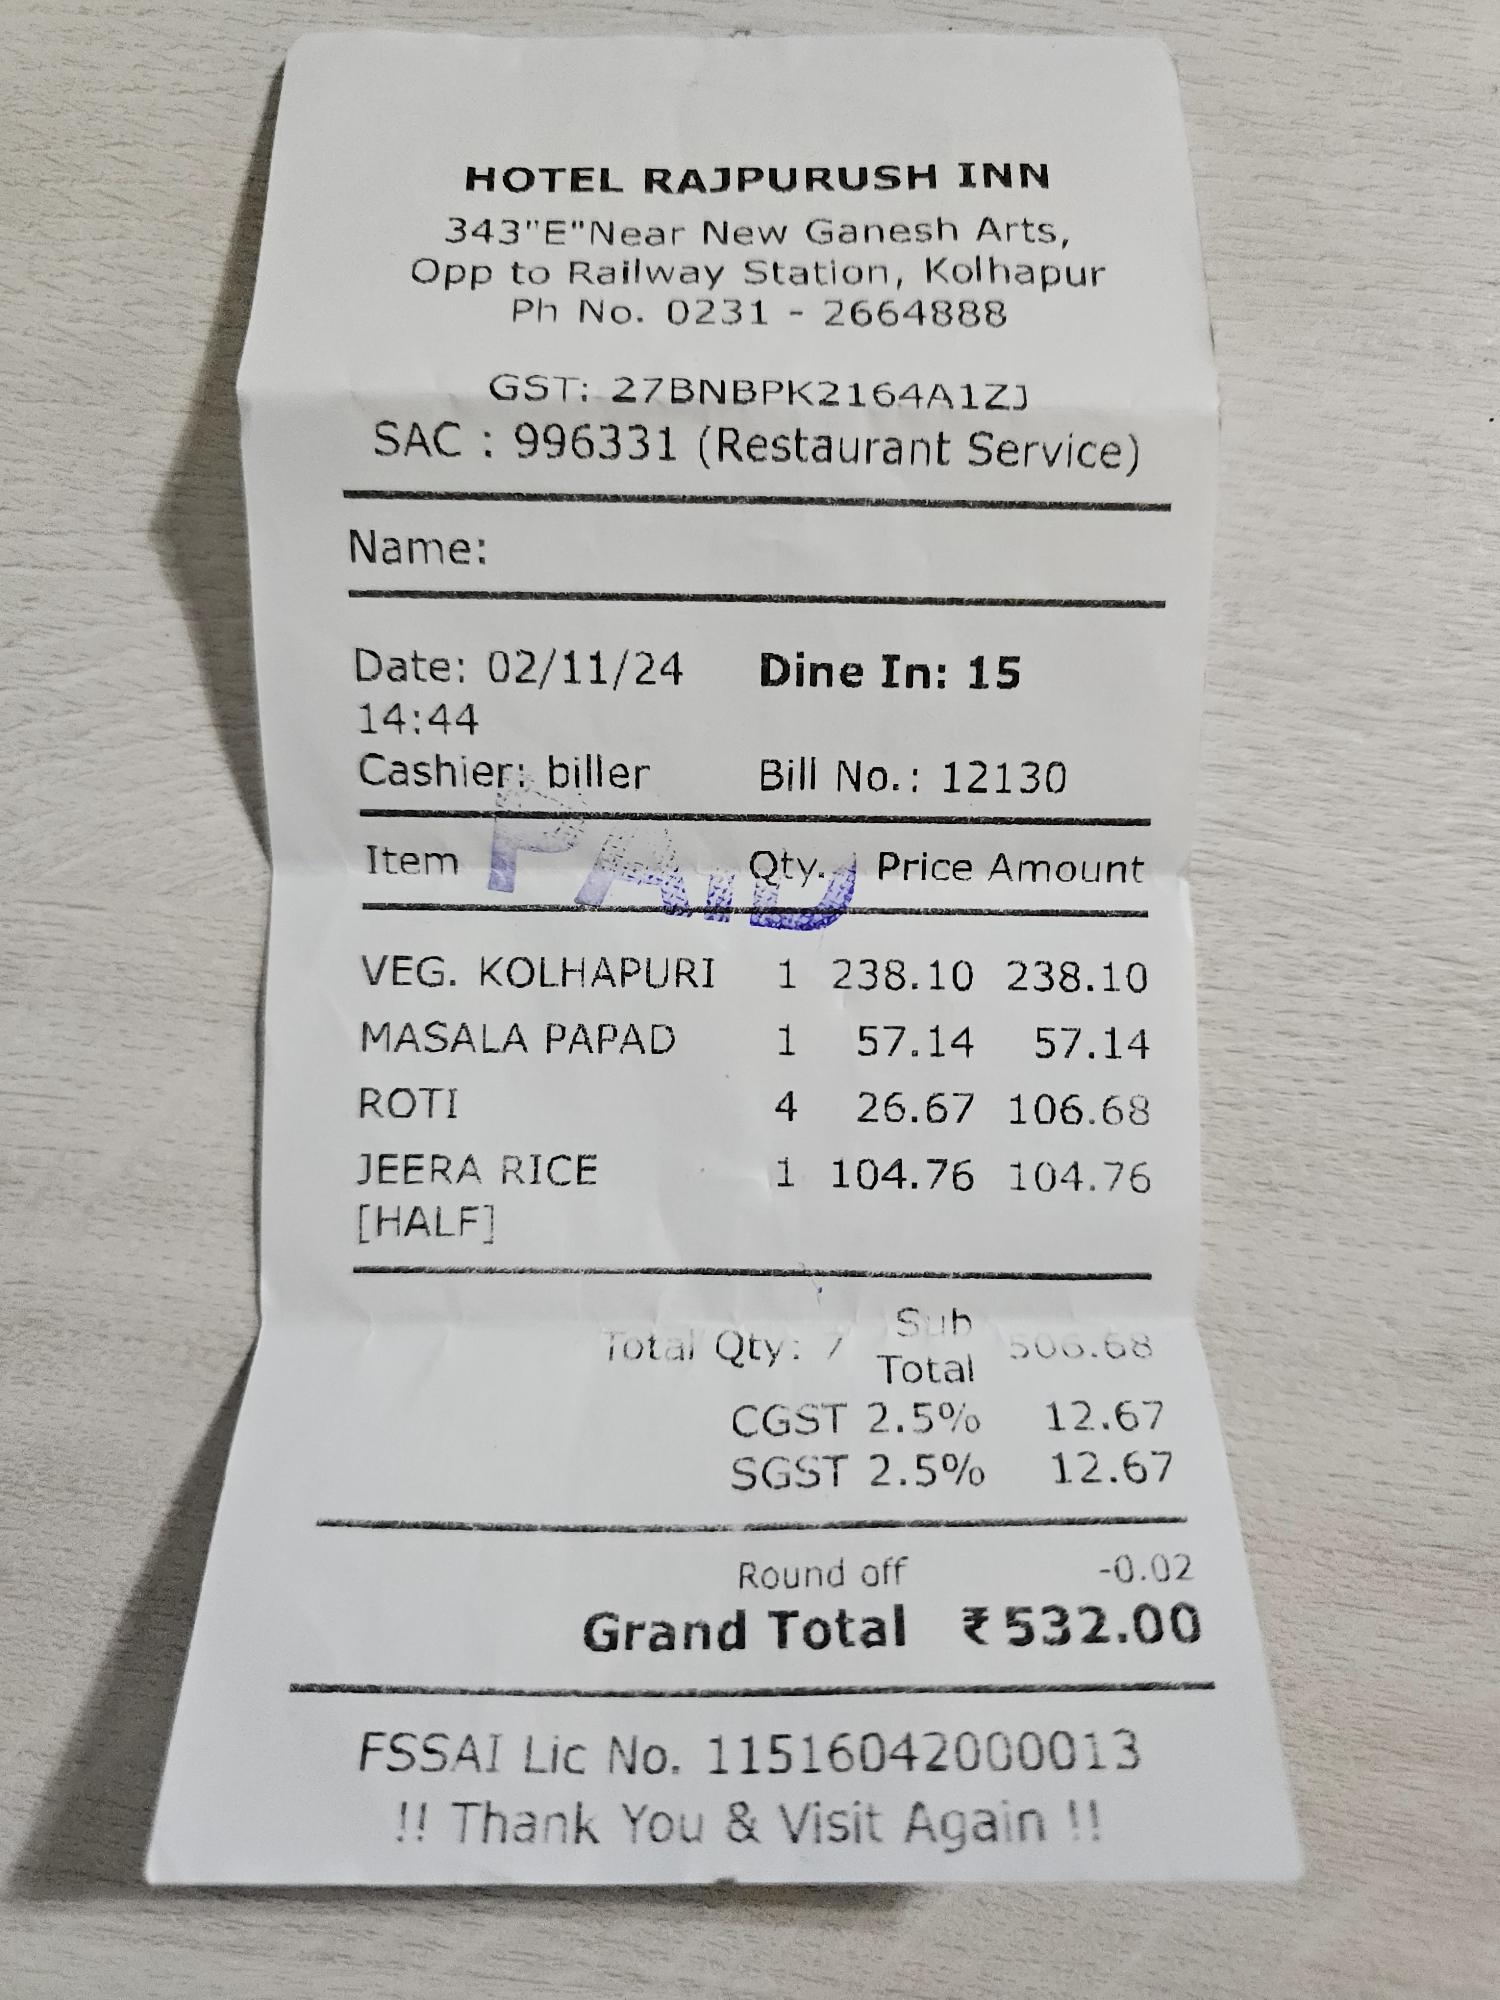 HOTEL RAJPURUSH INN
343"E"Near New Ganesh Arts,
Opp to Railway Station, Kolhapur
Ph No. 0231 - 2664888
GST: 27BNBPK2164A1ZJ
SAC : 996331 (Restaurant Service)
Name:
Date: 02/11/24 Dine In: 15
14:44
Cashier: biller Bill No.: 12130
PAID
Item Qty. Price Amount
VEG. KOLHAPURI 1 238.10 238.10
MASALA PAPAD 1 57.14 57.14
ROTI 4 26.67 106.68
JEERA RICE 1 104.76 104.76
[HALF]
Total Qty: 7 Sub Total 506.68
CGST 2.5% 12.67
SGST 2.5% 12.67
Round off -0.02
Grand Total ₹532.00
FSSAI Lic No. 11516042000013
!! Thank You & Visit Again !!